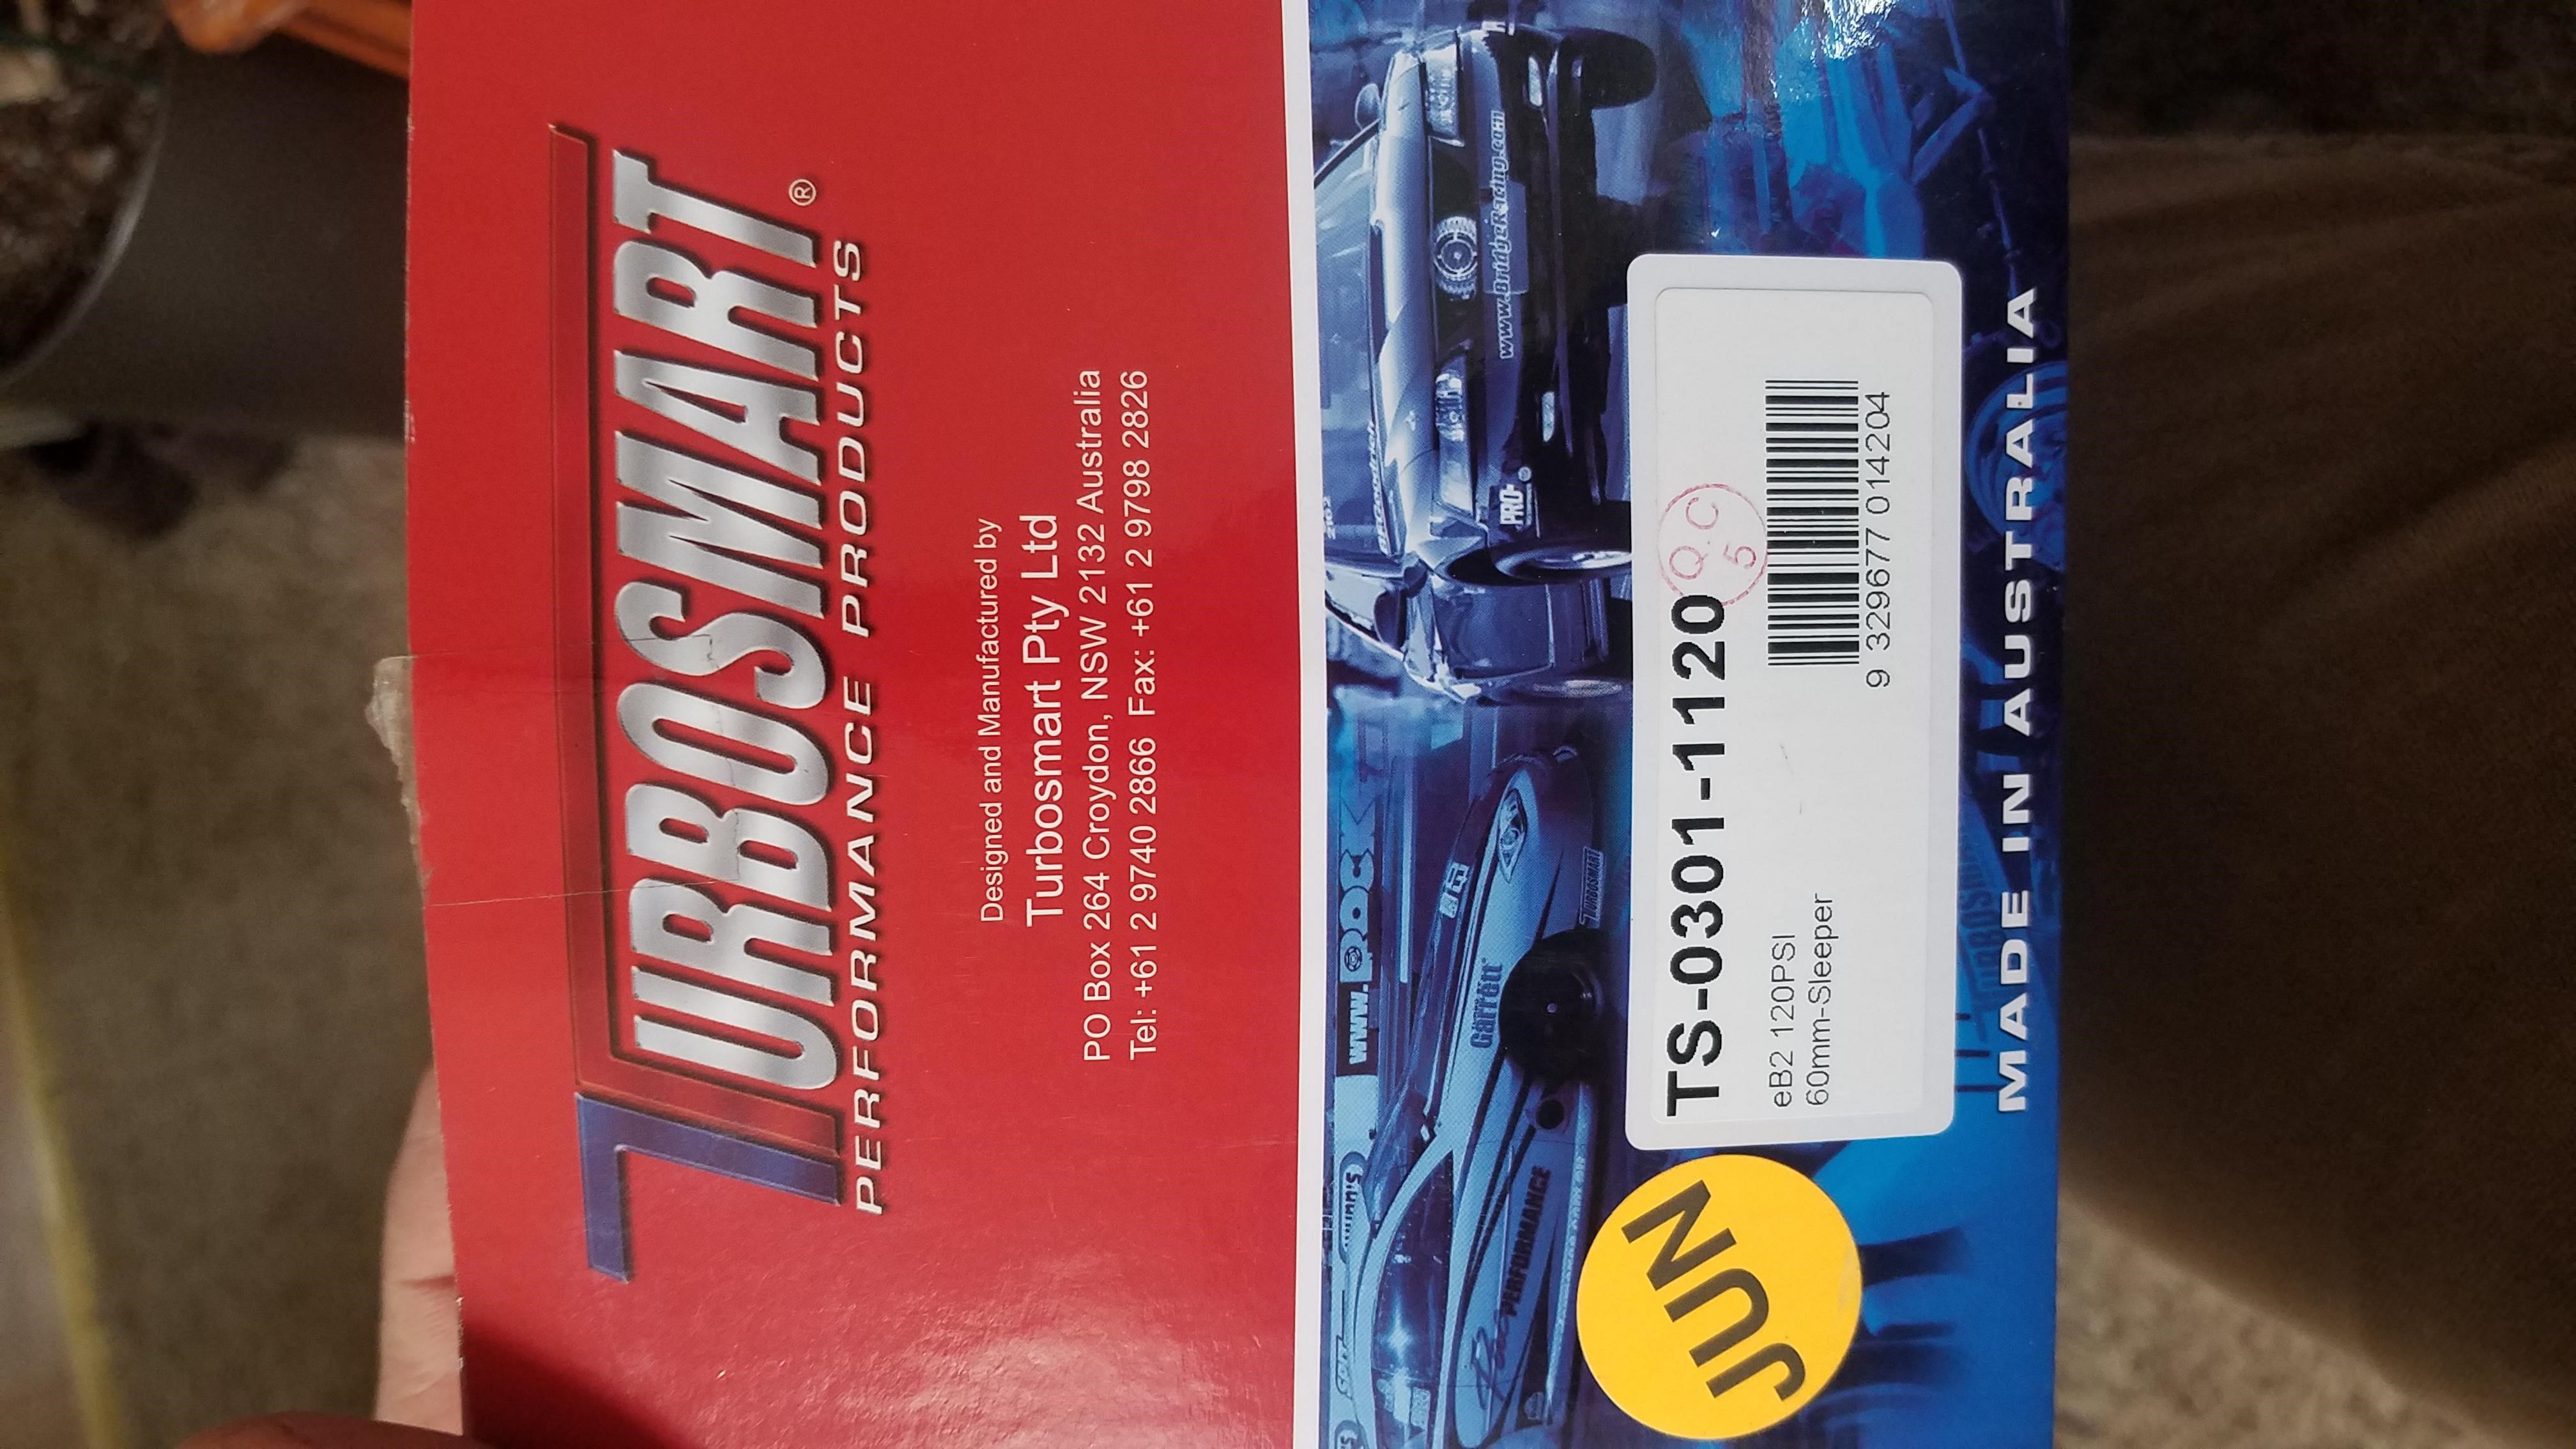 TURBOSMART®
PERFORMANCE PRODUCTS
Designed and Manufactured by
Turbosmart Pty Ltd
PO Box 264 Croydon, NSW 2132 Australia
Tel: +61 2 9740 2866 Fax: +61 2 9798 2826
www.BridgeRacing.com
PRO-
www.
Garrett
TURBOSMART
PERFORMANCE
TS-0301-1120
Q.C
5
eB2 120PSI
60mm-Sleeper
9 329677 014204
JUN
MADE IN AUSTRALIA